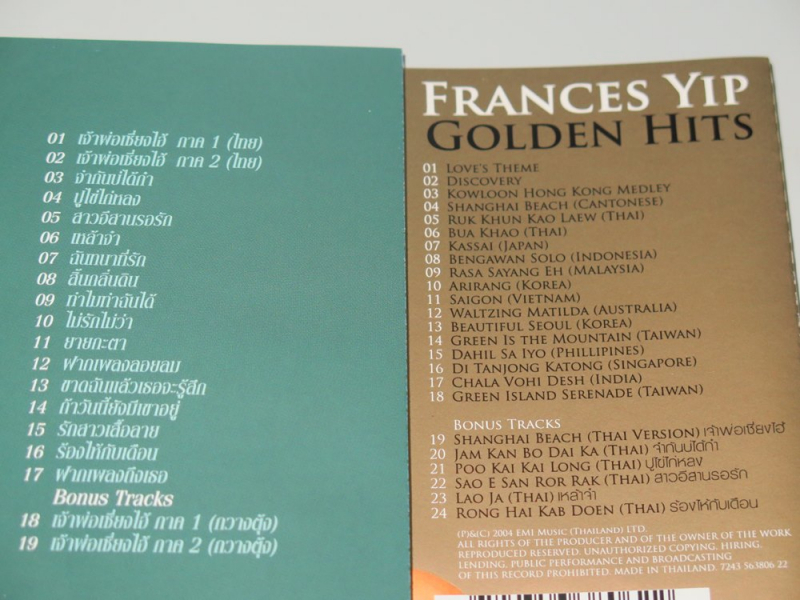 01 เจ้าพ่อเซี่ยงไฮ้ ภาค 1 (ไทย)
02 เจ้าพ่อเซี่ยงไฮ้ ภาค 2 (ไทย)
03 จำกันบ่ได้กำ
04 ปูไข่ไก่หลง
05 สาวอีสานรอรัก
06 เหล้าจ๋า
07 ฉันทนาที่รัก
08 สิ้นกลิ่นดิน
09 ทำไมทำฉันได้
10 ไม่รักไม่ว่า
11 ยายกะตา
12 ฝากเพลงลอยลม
13 ขาดฉันแล้วเธอจะรู้สึก
14 ถ้าวันนี้ยังมีเขาอยู่
15 รักสาวเสื้อลาย
16 ร้องไห้กับเดือน
17 ฝากเพลงถึงเธอ
Bonus Tracks
18 เจ้าพ่อเซี่ยงไฮ้ ภาค 1 (กวางตุ้ง)
19 เจ้าพ่อเซี่ยงไฮ้ ภาค 2 (กวางตุ้ง)
FRANCES YIP
GOLDEN HITS
01 LOVE'S THEME
02 DISCOVERY
03 KOWLOON HONG KONG MEDLEY
04 SHANGHAI BEACH (CANTONESE)
05 RUK KHUN KAO LAEW (THAI)
06 BUA KHAO (THAI)
07 KASSAI (JAPAN)
08 BENGAWAN SOLO (INDONESIA)
09 RASA SAYANG EH (MALAYSIA)
10 ARIRANG (KOREA)
11 SAIGON (VIETNAM)
12 WALTZING MATILDA (AUSTRALIA)
13 BEAUTIFUL SEOUL (KOREA)
14 GREEN IS THE MOUNTAIN (TAIWAN)
15 DAHIL SA IYO (PHILLIPINES)
16 DI TANJONG KATONG (SINGAPORE)
17 CHALA VOHI DESH (INDIA)
18 GREEN ISLAND SERENADE (TAIWAN)
BONUS TRACKS
19 SHANGHAI BEACH (THAI VERSION) เจ้าพ่อเซี่ยงไฮ้
20 JAM KAN BO DAI KA (THAI) จำกันบ่ได้กำ
21 POO KAI KAI LONG (THAI) ปูไข่ไก่หลง
22 SAO E SAN ROR RAK (THAI) สาวอีสานรอรัก
23 LAO JA (THAI) เหล้าจ๋า
24 RONG HAI KAB DOEN (THAI) ร้องไห้กับเดือน
(P)&(C) 2004 EMI MUSIC (THAILAND) LTD.
ALL RIGHTS OF THE PRODUCER AND OF THE OWNER OF THE WORK
REPRODUCED RESERVED. UNAUTHORIZED COPYING, HIRING,
LENDING, PUBLIC PERFORMANCE AND BROADCASTING
OF THIS RECORD PROHIBITED. MADE IN THAILAND. 7243 563806 22